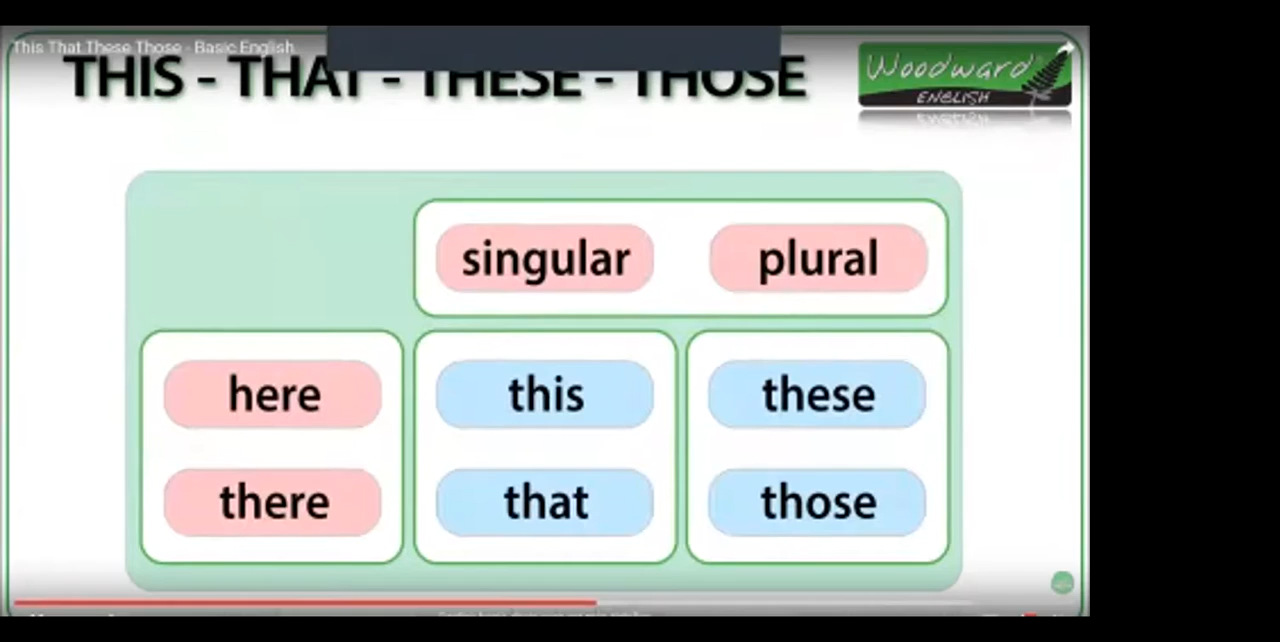 This That These Those - Basic English
THIS - THAT - THESE - THOSE
Woodward
ENGLISH
singular plural
here this these
there that those